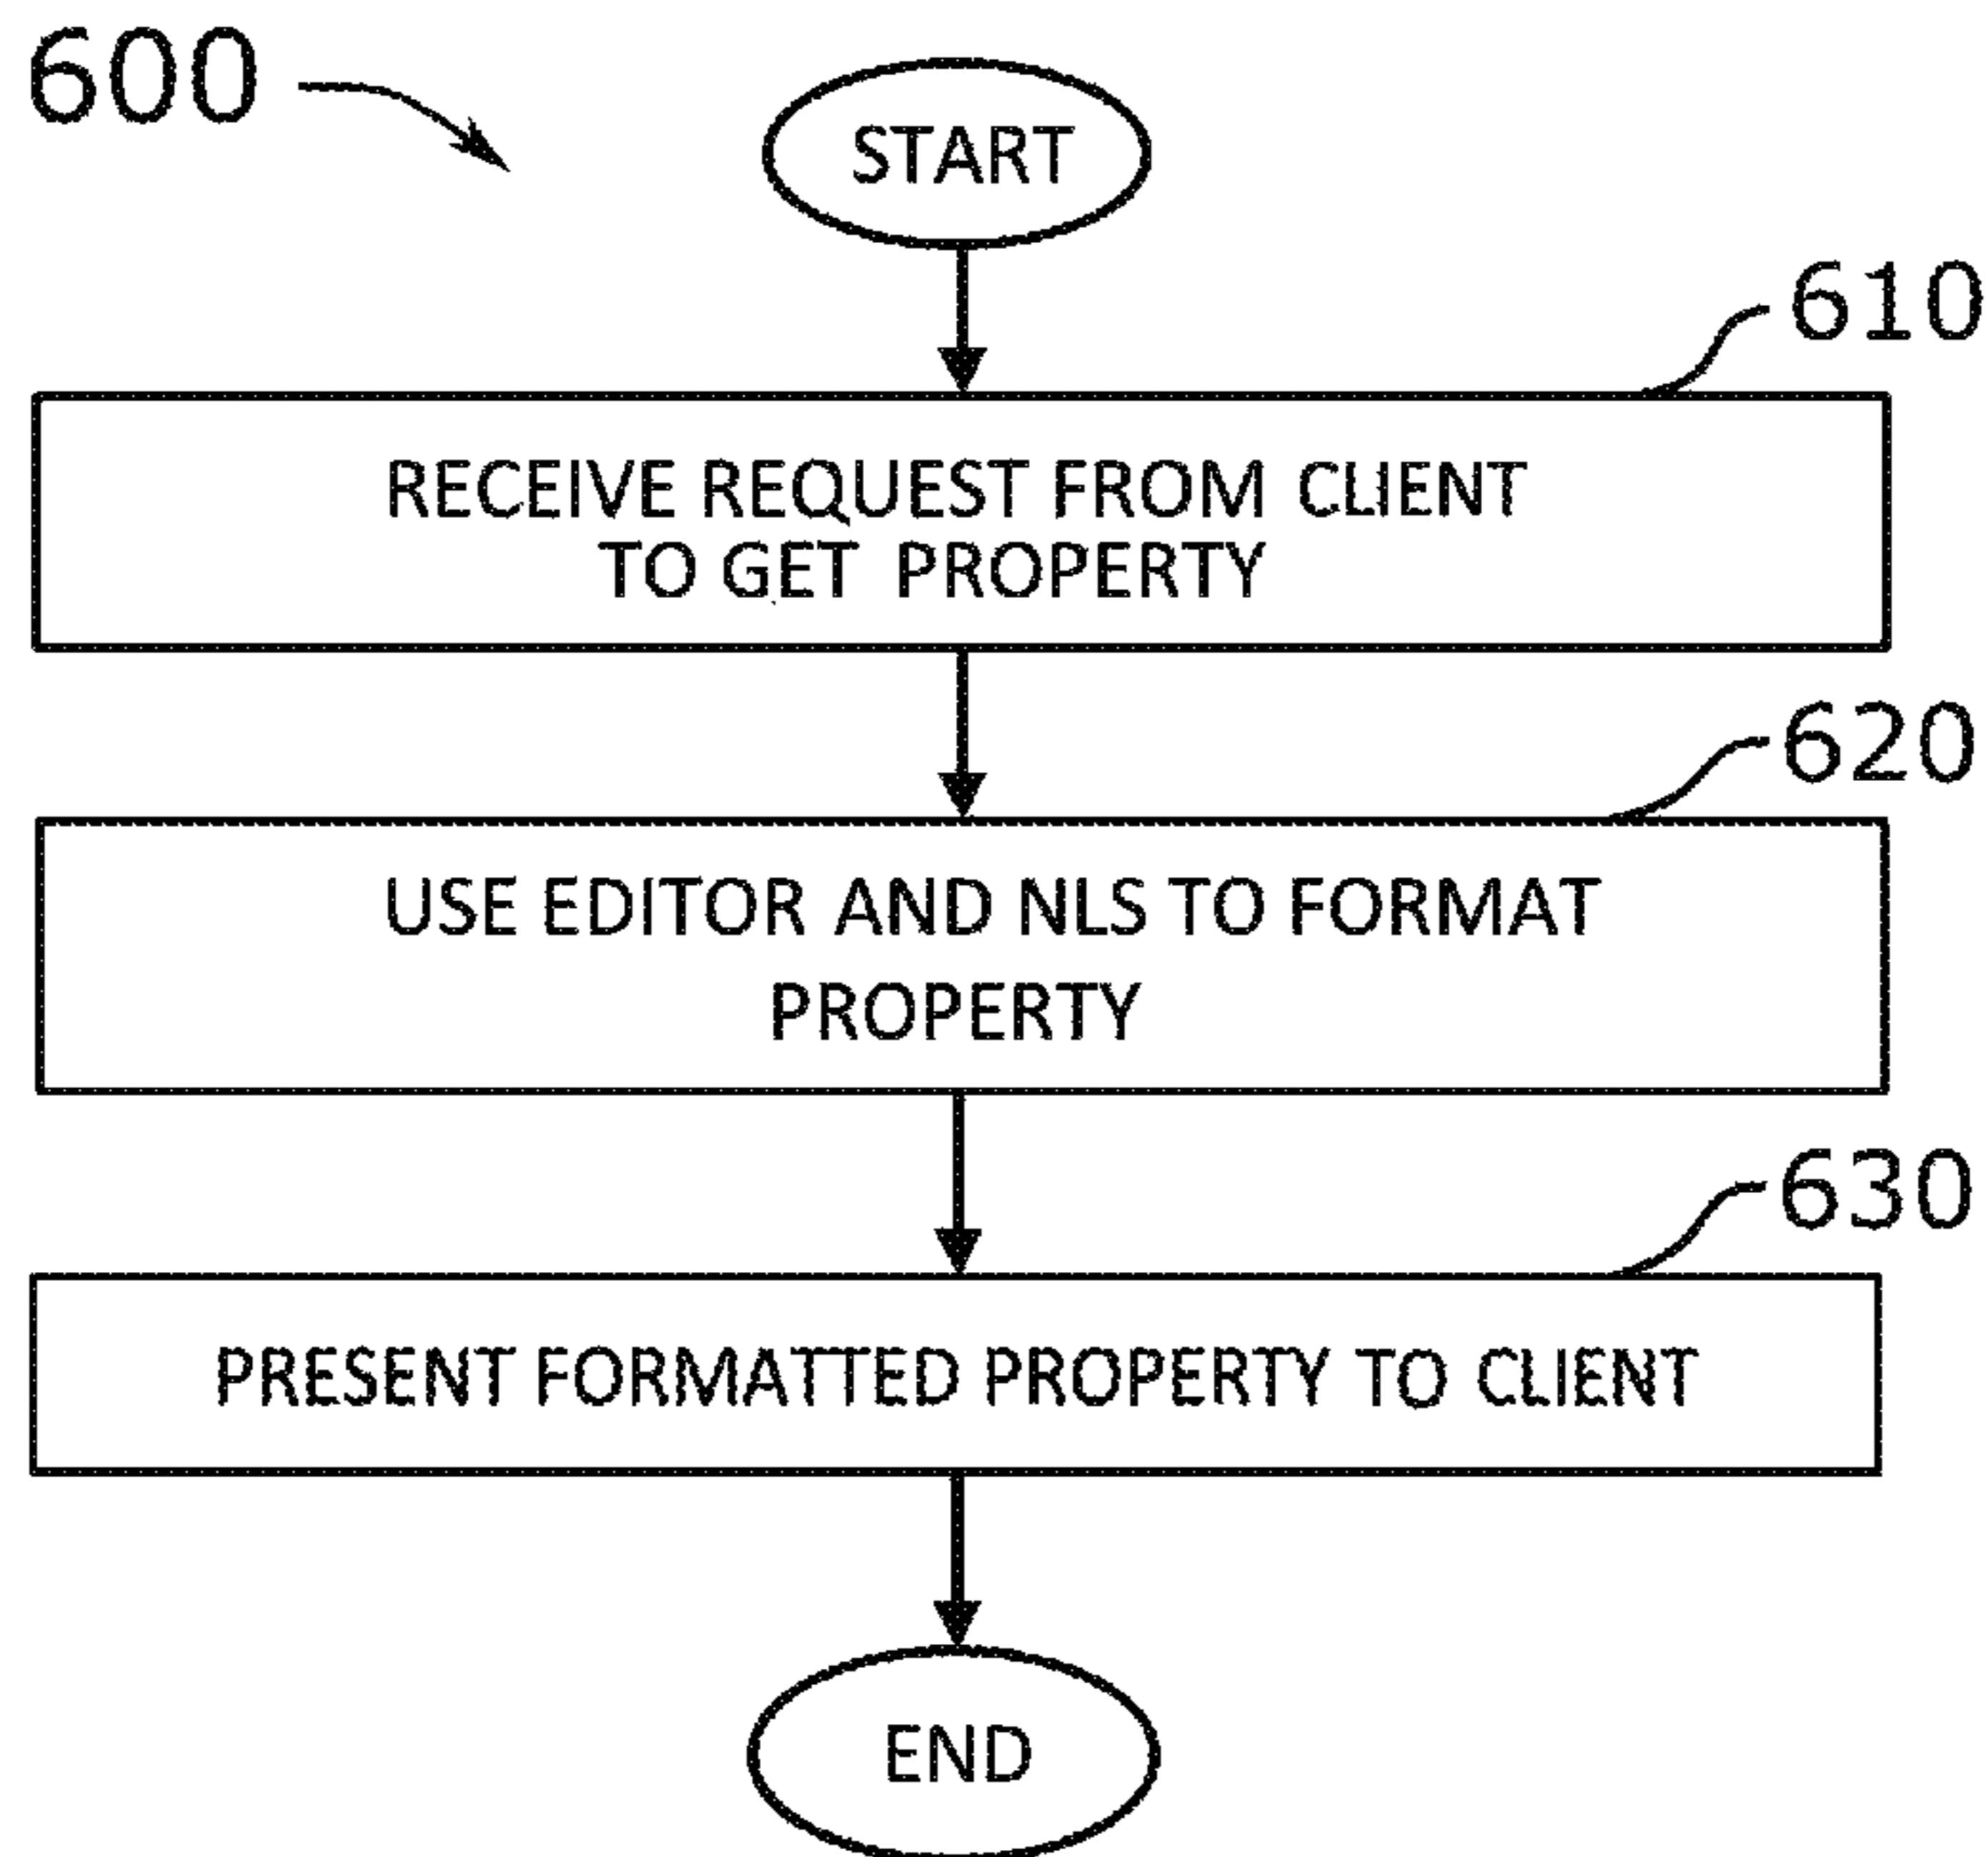 600
START
610
RECEIVE REQUEST FROM CLIENT
TO GET PROPERTY
620
USE EDITOR AND NLS TO FORMAT
PROPERTY
630
PRESENT FORMATTED PROPERTY TO CLIENT
END